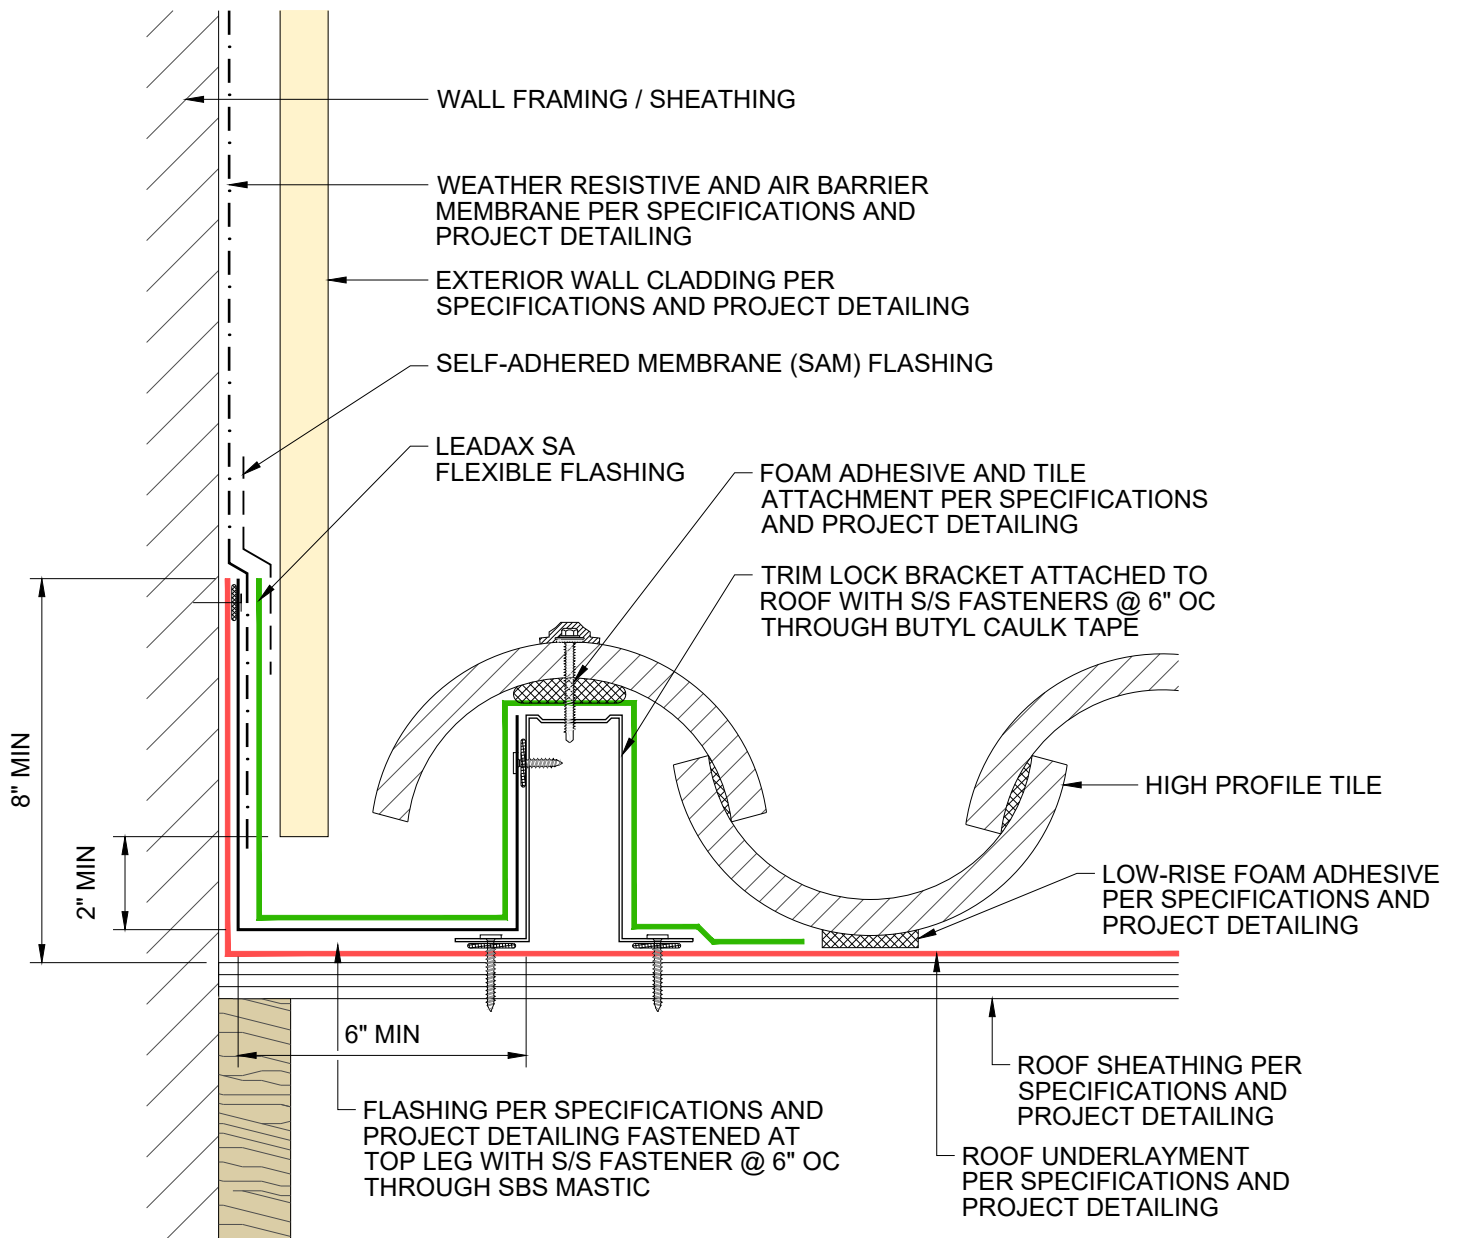 WALL FRAMING / SHEATHING
WEATHER RESISTIVE AND AIR BARRIER
MEMBRANE PER SPECIFICATIONS AND
PROJECT DETAILING
EXTERIOR WALL CLADDING PER
SPECIFICATIONS AND PROJECT DETAILING
SELF-ADHERED MEMBRANE (SAM) FLASHING
LEADAX SA
FLEXIBLE FLASHING
FOAM ADHESIVE AND TILE
ATTACHMENT PER SPECIFICATIONS
AND PROJECT DETAILING
TRIM LOCK BRACKET ATTACHED TO
ROOF WITH S/S FASTENERS @ 6" OC
THROUGH BUTYL CAULK TAPE
8" MIN
2" MIN
HIGH PROFILE TILE
LOW-RISE FOAM ADHESIVE
PER SPECIFICATIONS AND
PROJECT DETAILING
6" MIN
ROOF SHEATHING PER
SPECIFICATIONS AND
PROJECT DETAILING
FLASHING PER SPECIFICATIONS AND
PROJECT DETAILING FASTENED AT
TOP LEG WITH S/S FASTENER @ 6" OC
THROUGH SBS MASTIC
ROOF UNDERLAYMENT
PER SPECIFICATIONS AND
PROJECT DETAILING